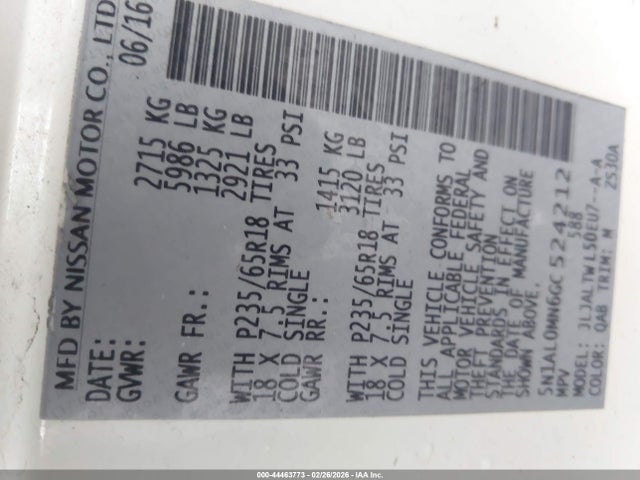 MFD BY NISSAN MOTOR CO., LTD
DATE: 06/16
GVWR: 2715 KG
5986 LB
GAWR FR.: 1325 KG
2921 LB
WITH P235/65R18 TIRES
18 X 7.5 RIMS AT 33 PSI
COLD SINGLE
GAWR RR.: 1415 KG
3120 LB
WITH P235/65R18 TIRES
18 X 7.5 RIMS AT 33 PSI
COLD SINGLE
THIS VEHICLE CONFORMS TO
ALL APPLICABLE FEDERAL
MOTOR VEHICLE SAFETY AND
THEFT PREVENTION
STANDARDS IN EFFECT ON
THE DATE OF MANUFACTURE
SHOWN ABOVE.
5N1AL0MN6GC524212
MPV 588
MODEL: JLJALTWL50EU7--A-A
COLOR: QAB TRIM: M ZS30A
000-44463773 - 02/26/2026 - IAA Inc.